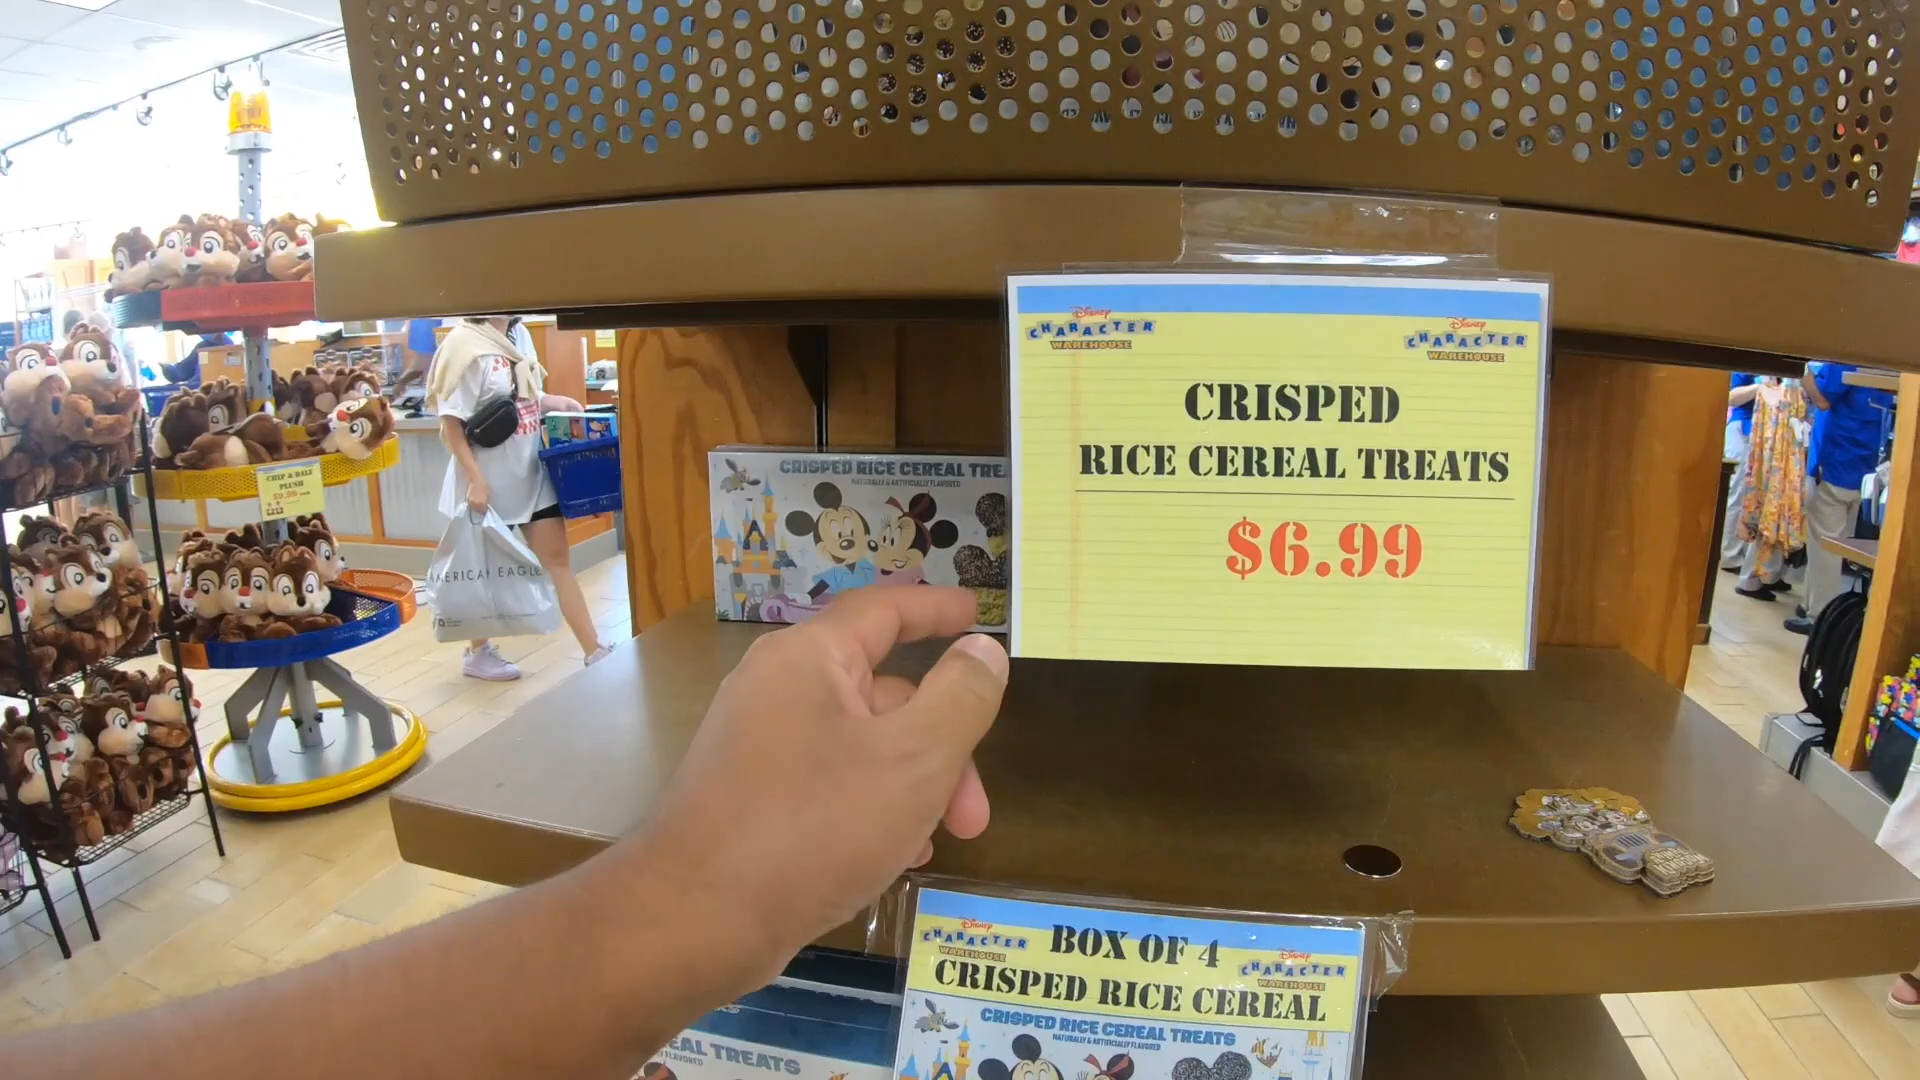 Disney
CHARACTER
WAREHOUSE
Disney
CHARACTER
WAREHOUSE
CRISPED
RICE CEREAL TREATS
$6.99
CRISPED RICE CEREAL TRE
NATURALLY & ARTIFICIALLY FLAVORED
CHIP & DALE
PLUSH
$9.99
AMERICAN EAGLE
Disney
CHARACTER
WAREHOUSE
BOX OF 4
CRISPED RICE CEREAL
Disney
CHARACTER
WAREHOUSE
CRISPED RICE CEREAL TREATS
NATURALLY & ARTIFICIALLY FLAVORED
EAL TREATS
FLAVORED